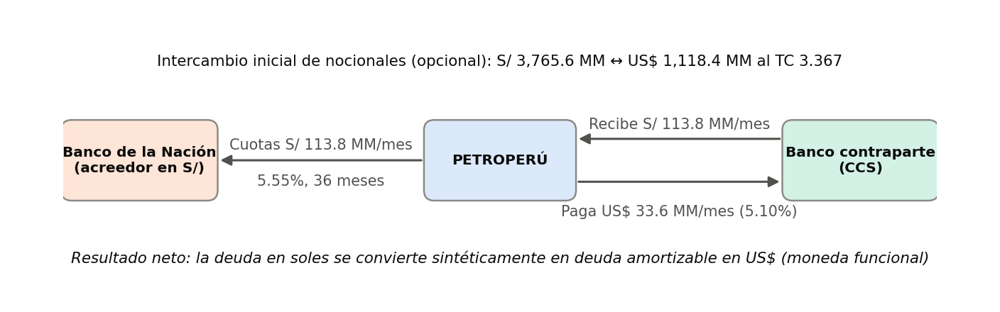 Intercambio inicial de nocionales (opcional): S/ 3,765.6 MM ↔ US$ 1,118.4 MM al TC 3.367
Banco de la Nación
(acreedor en S/)
Cuotas S/ 113.8 MM/mes
5.55%, 36 meses
PETROPERÚ
Recibe S/ 113.8 MM/mes
Paga US$ 33.6 MM/mes (5.10%)
Banco contraparte
(CCS)
Resultado neto: la deuda en soles se convierte sintéticamente en deuda amortizable en US$ (moneda funcional)